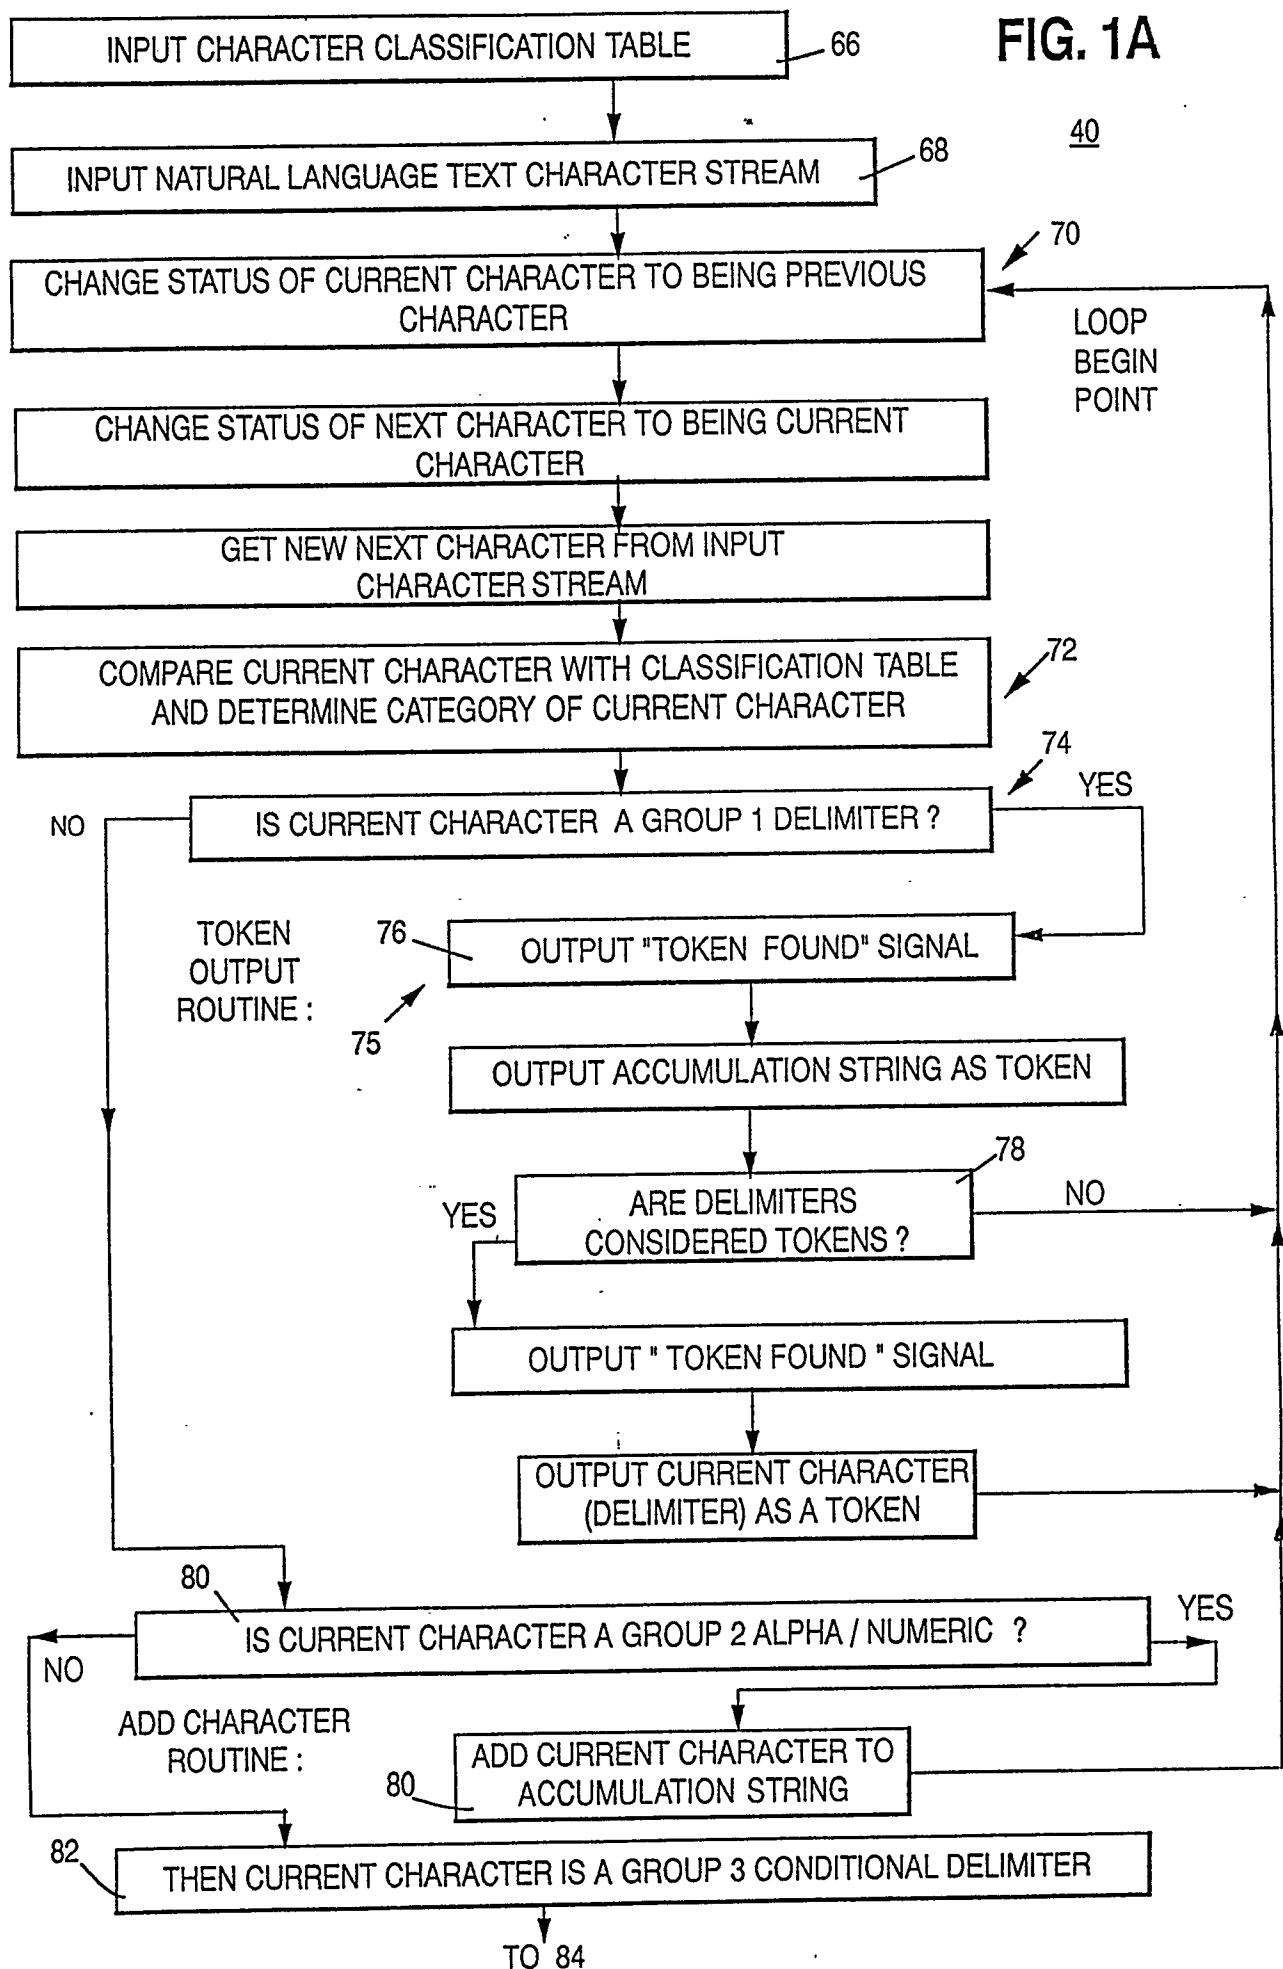 FIG. 1A
40
INPUT CHARACTER CLASSIFICATION TABLE
66
INPUT NATURAL LANGUAGE TEXT CHARACTER STREAM
68
70
CHANGE STATUS OF CURRENT CHARACTER TO BEING PREVIOUS
CHARACTER
LOOP
BEGIN
POINT
CHANGE STATUS OF NEXT CHARACTER TO BEING CURRENT
CHARACTER
GET NEW NEXT CHARACTER FROM INPUT
CHARACTER STREAM
COMPARE CURRENT CHARACTER WITH CLASSIFICATION TABLE
AND DETERMINE CATEGORY OF CURRENT CHARACTER
72
74
YES
NO
IS CURRENT CHARACTER A GROUP 1 DELIMITER ?
TOKEN
OUTPUT
ROUTINE :
76
OUTPUT "TOKEN FOUND" SIGNAL
75
OUTPUT ACCUMULATION STRING AS TOKEN
78
ARE DELIMITERS
CONSIDERED TOKENS ?
YES
NO
OUTPUT " TOKEN FOUND " SIGNAL
OUTPUT CURRENT CHARACTER
(DELIMITER) AS A TOKEN
80
IS CURRENT CHARACTER A GROUP 2 ALPHA / NUMERIC ?
YES
NO
ADD CHARACTER
ROUTINE :
ADD CURRENT CHARACTER TO
ACCUMULATION STRING
80
82
THEN CURRENT CHARACTER IS A GROUP 3 CONDITIONAL DELIMITER
TO 84